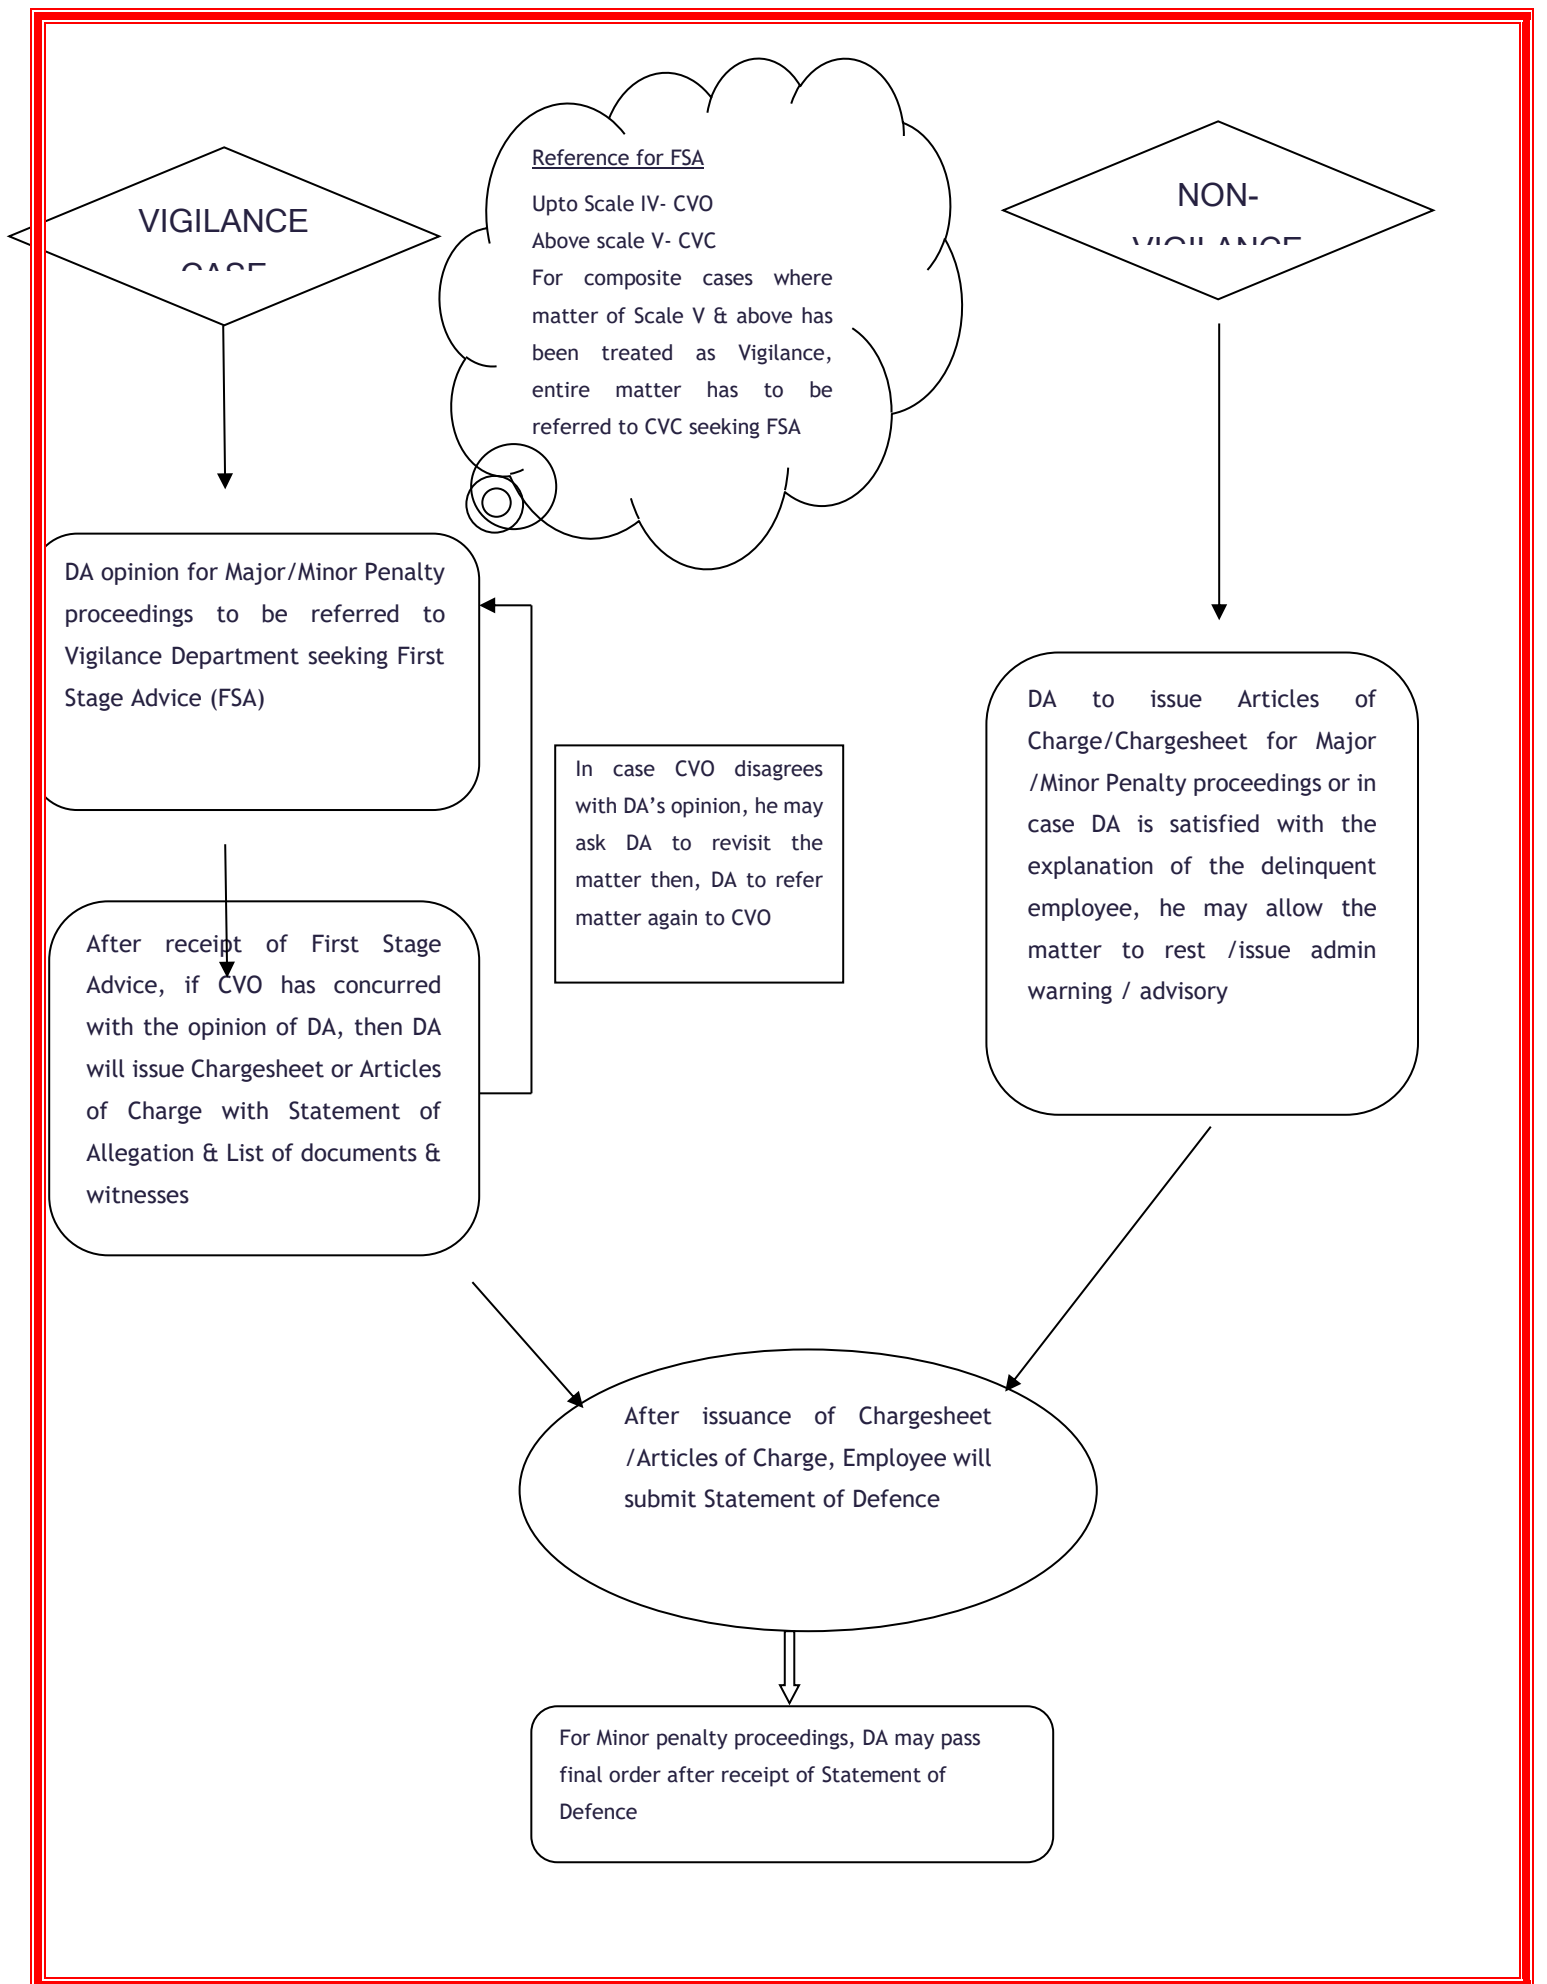 VIGILANCE
CASE
Reference for FSA
Upto Scale IV- CVO
Above scale V- CVC
For composite cases where
matter of Scale V & above has
been treated as Vigilance,
entire matter has to be
referred to CVC seeking FSA
NON-
VIGILANCE
DA opinion for Major/Minor Penalty
proceedings to be referred to
Vigilance Department seeking First
Stage Advice (FSA)
In case CVO disagrees
with DA’s opinion, he may
ask DA to revisit the
matter then, DA to refer
matter again to CVO
DA to issue Articles of
Charge/Chargesheet for Major
/Minor Penalty proceedings or in
case DA is satisfied with the
explanation of the delinquent
employee, he may allow the
matter to rest /issue admin
warning / advisory
After receipt of First Stage
Advice, if CVO has concurred
with the opinion of DA, then DA
will issue Chargesheet or Articles
of Charge with Statement of
Allegation & List of documents &
witnesses
After issuance of Chargesheet
/Articles of Charge, Employee will
submit Statement of Defence
For Minor penalty proceedings, DA may pass
final order after receipt of Statement of
Defence